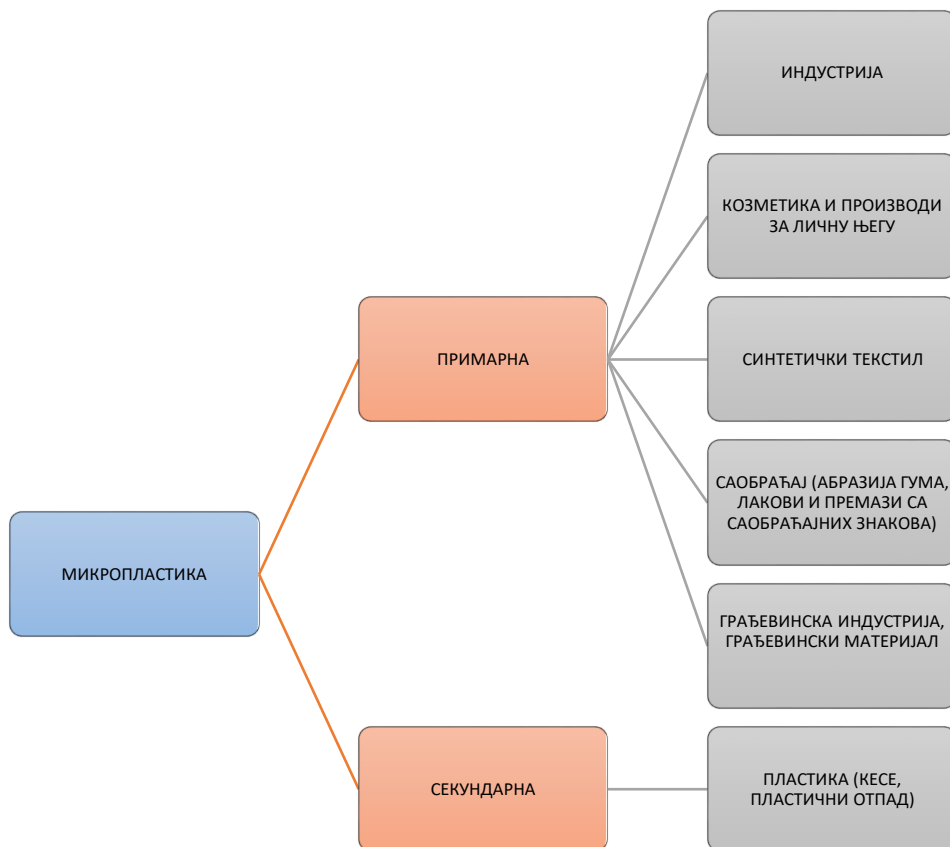 ИНДУСТРИЈА
КОЗМЕТИКА И ПРОИЗВОДИ
ЗА ЛИЧНУ ЊЕГУ
ПРИМАРНА
СИНТЕТИЧКИ ТЕКСТИЛ
САОБРАЋАЈ (АБРАЗИЈА ГУМА,
ЛАКОВИ И ПРЕМАЗИ СА
САОБРАЋАЈНИХ ЗНАКОВА)
МИКРОПЛАСТИКА
ГРАЂЕВИНСКА ИНДУСТРИЈА,
ГРАЂЕВИНСКИ МАТЕРИЈАЛ
СЕКУНДАРНА
ПЛАСТИКА (КЕСЕ,
ПЛАСТИЧНИ ОТПАД)